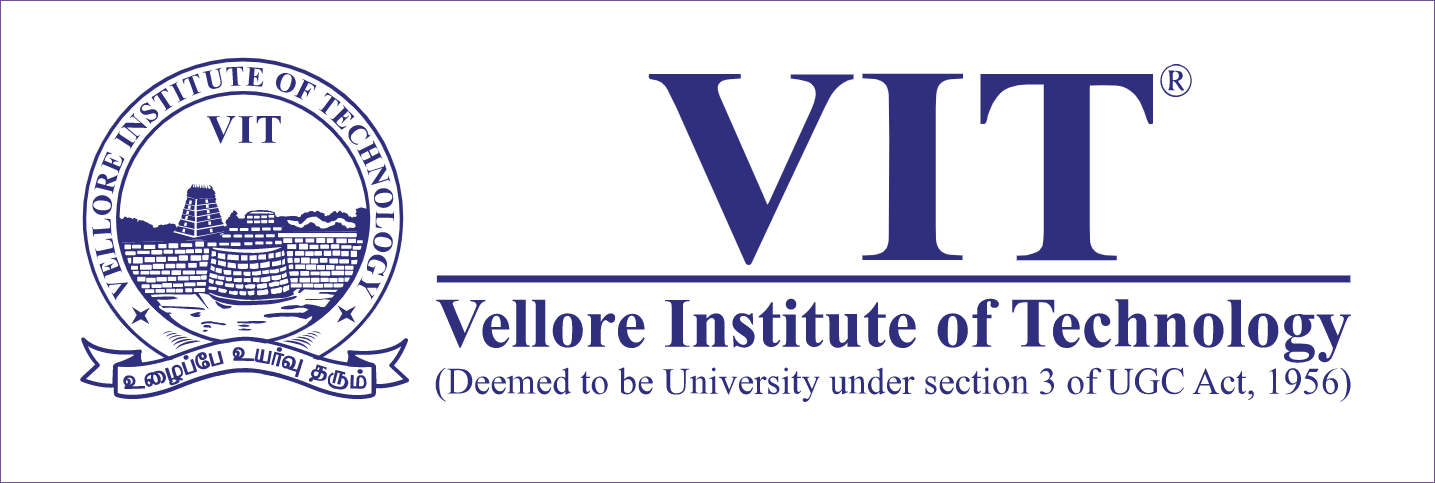 VELLORE INSTITUTE OF TECHNOLOGY
VIT
உழைப்பே உயர்வு தரும்
VIT®
Vellore Institute of Technology
(Deemed to be University under section 3 of UGC Act, 1956)